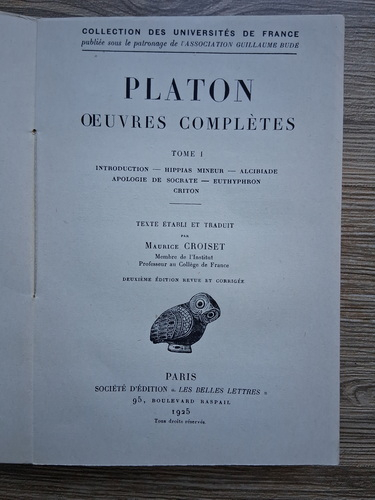 COLLECTION DES UNIVERSITÉS DE FRANCE
publiée sous le patronage de l'ASSOCIATION GUILLAUME BUDÉ
PLATON
ŒUVRES COMPLÈTES
TOME I
INTRODUCTION — HIPPIAS MINEUR — ALCIBIADE
APOLOGIE DE SOCRATE — EUTHYPHRON
CRITON
TEXTE ÉTABLI ET TRADUIT
PAR
MAURICE CROISET
Membre de l'Institut
Professeur au Collège de France
DEUXIÈME ÉDITION REVUE ET CORRIGÉE
PARIS
SOCIÉTÉ D'ÉDITION « LES BELLES LETTRES »
95, BOULEVARD RASPAIL
1925
Tous droits réservés